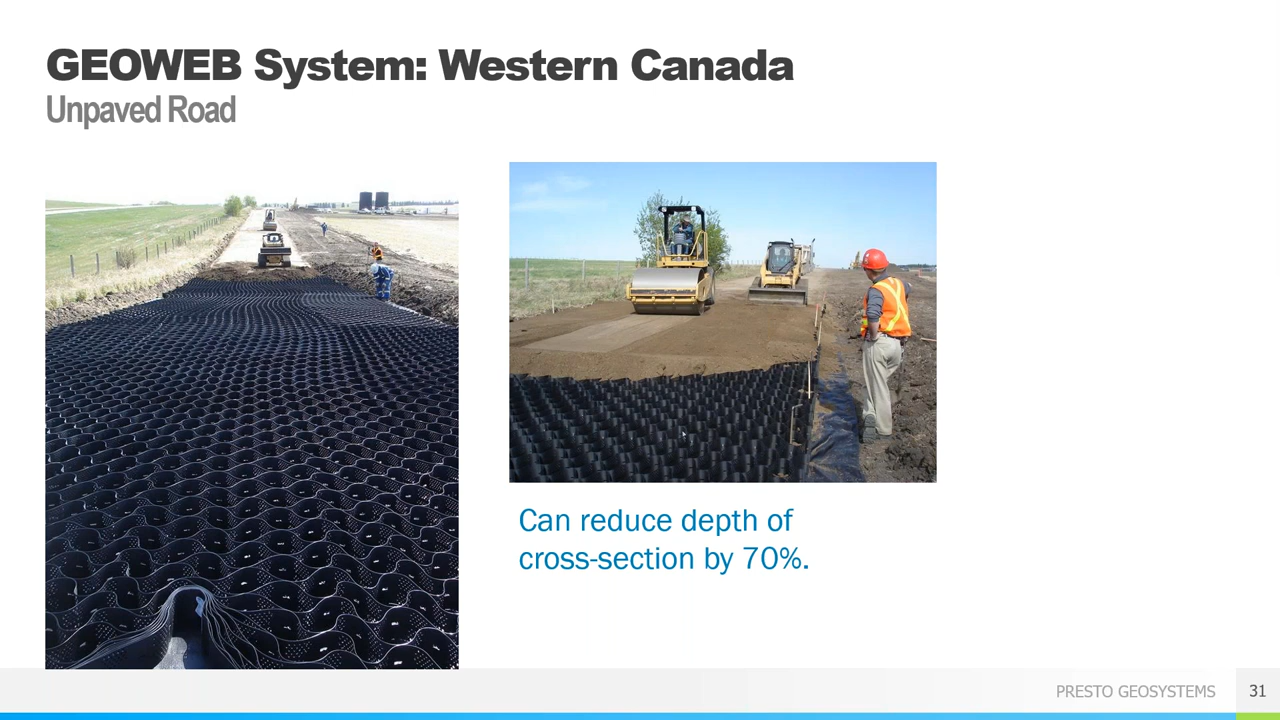 GEOWEB System: Western Canada
Unpaved Road
Can reduce depth of
cross-section by 70%.
PRESTO GEOSYSTEMS
31